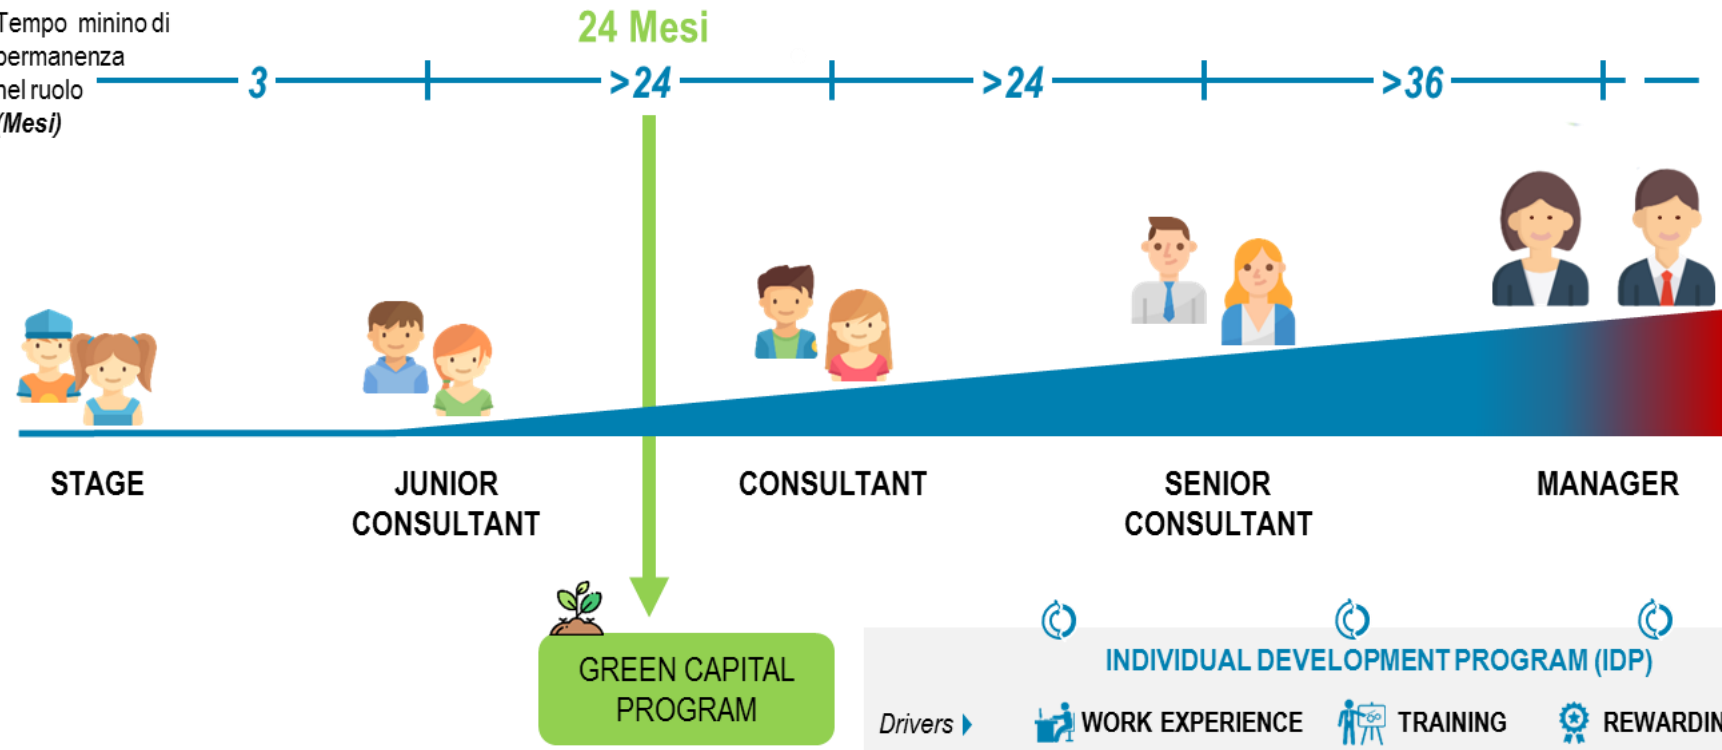 Tempo minino di
permanenza
nel ruolo
(Mesi)
24 Mesi
3 >24 >24 >36
STAGE
JUNIOR
CONSULTANT
CONSULTANT
SENIOR
CONSULTANT
MANAGER
GREEN CAPITAL
PROGRAM
INDIVIDUAL DEVELOPMENT PROGRAM (IDP)
Drivers WORK EXPERIENCE TRAINING REWARDIN